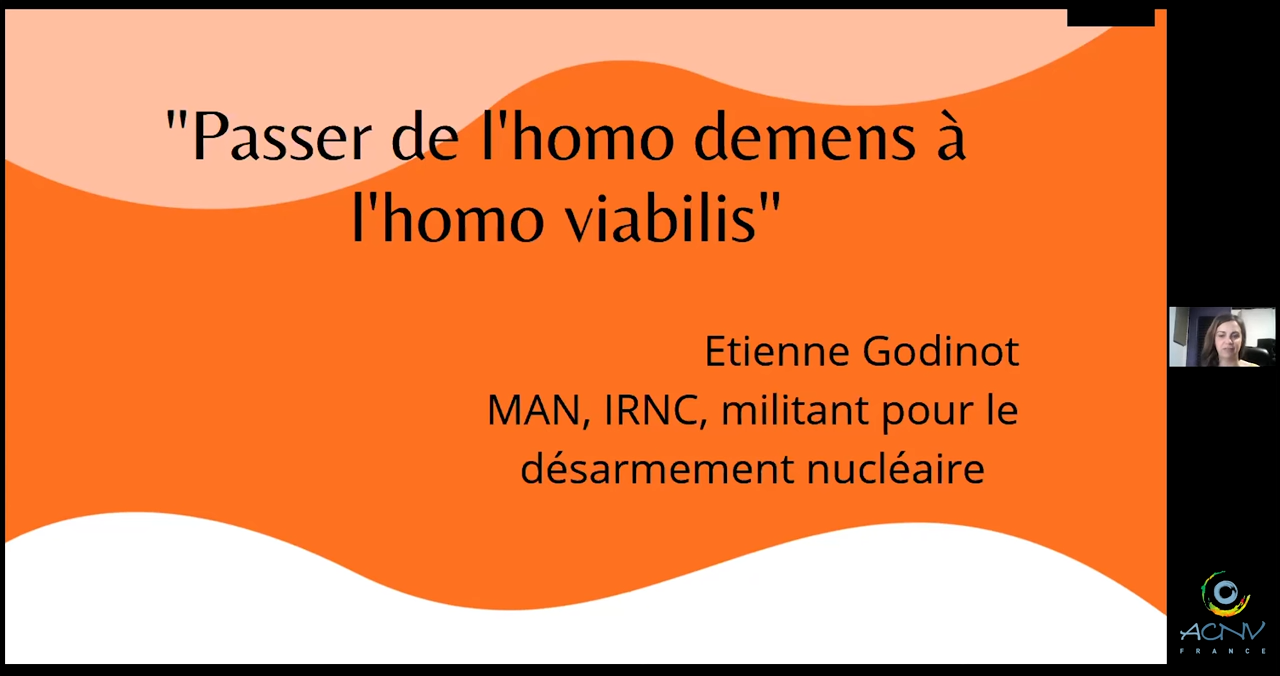 "Passer de l'homo demens à
l'homo viabilis"
Etienne Godinot
MAN, IRNC, militant pour le
désarmement nucléaire
ACNV
FRANCE